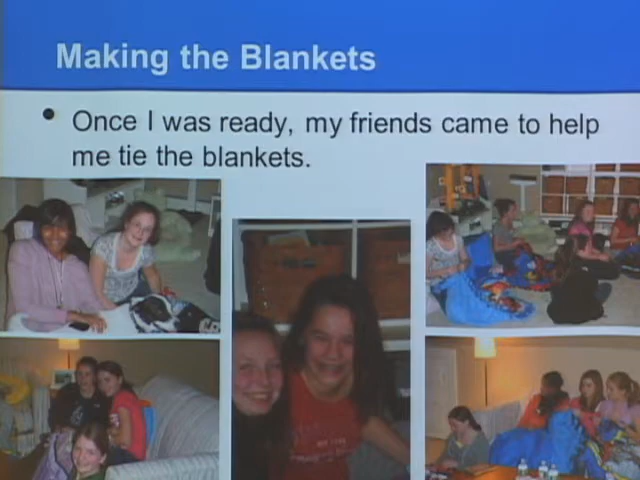 Making the Blankets
• Once I was ready, my friends came to help
me tie the blankets.